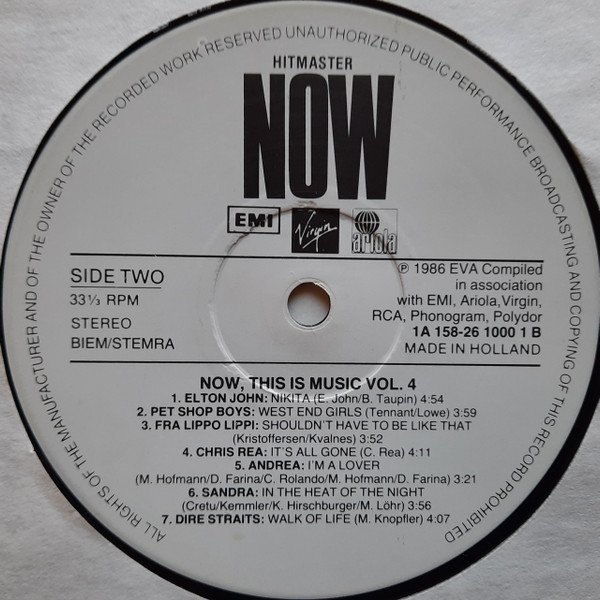 ALL RIGHTS OF THE MANUFACTURER AND OF THE OWNER OF THE RECORDED WORK RESERVED UNAUTHORIZED PUBLIC PERFORMANCE BROADCASTING AND COPYING OF THIS RECORD PROHIBITED
HITMASTER
NOW
EMI Virgin ariola
SIDE TWO
33⅓ RPM
STEREO
BIEM/STEMRA
℗ 1986 EVA Compiled
in association
with EMI, Ariola,Virgin,
RCA, Phonogram, Polydor
1A 158-26 1000 1 B
MADE IN HOLLAND
NOW, THIS IS MUSIC VOL. 4
1. ELTON JOHN: NIKITA (E. John/B. Taupin) 4:54
2. PET SHOP BOYS: WEST END GIRLS (Tennant/Lowe) 3:59
3. FRA LIPPO LIPPI: SHOULDN'T HAVE TO BE LIKE THAT
(Kristoffersen/Kvalnes) 3:52
4. CHRIS REA: IT'S ALL GONE (C. Rea) 4:11
5. ANDREA: I'M A LOVER
(M. Hofmann/D. Farina/C. Rolando/M. Hofmann/D. Farina) 3:21
6. SANDRA: IN THE HEAT OF THE NIGHT
(Cretu/Kemmler/K. Hirschburger/M. Löhr) 3:56
7. DIRE STRAITS: WALK OF LIFE (M. Knopfler) 4:07